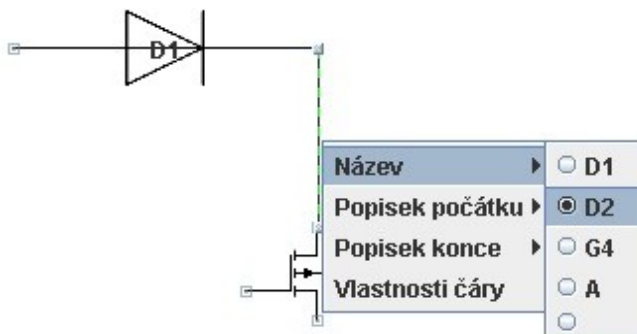 D1
Název
Popisek počátku
Popisek konce
Vlastnosti čáry
D1
D2
G4
A